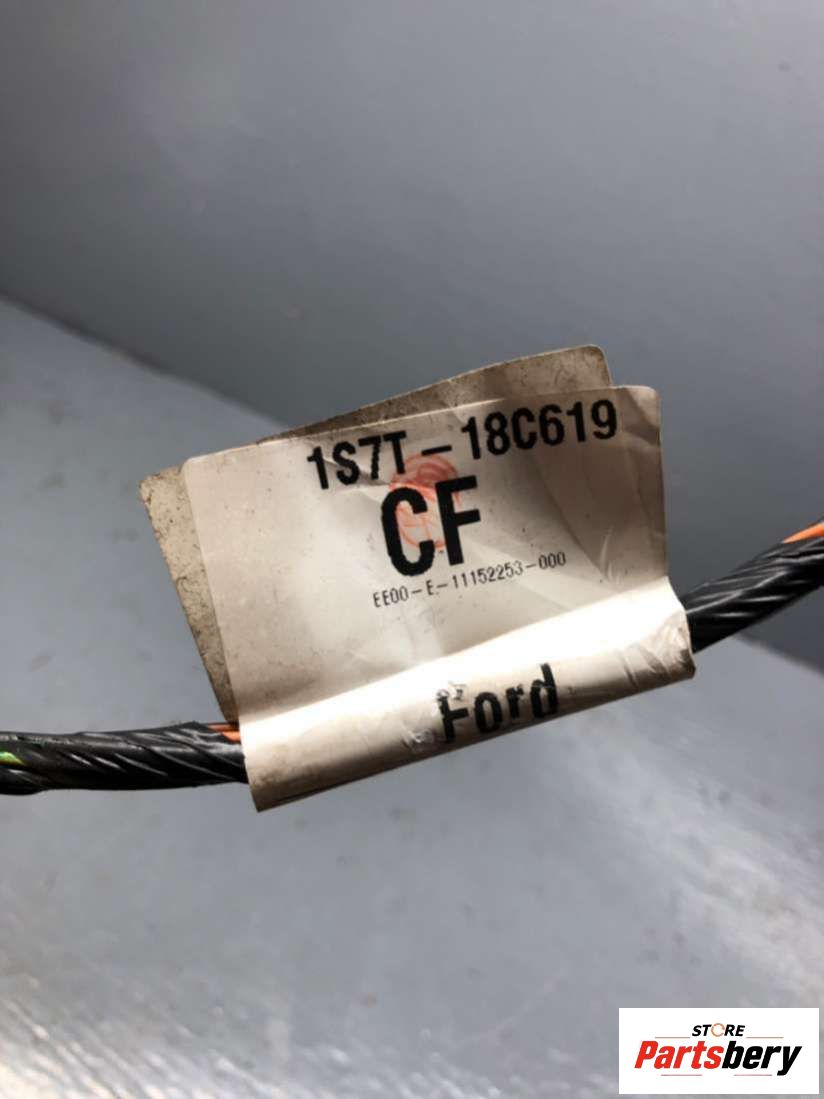 1S7T-18C619
CF
EE00-E-11152253-000
Ford
STORE
Partsbery